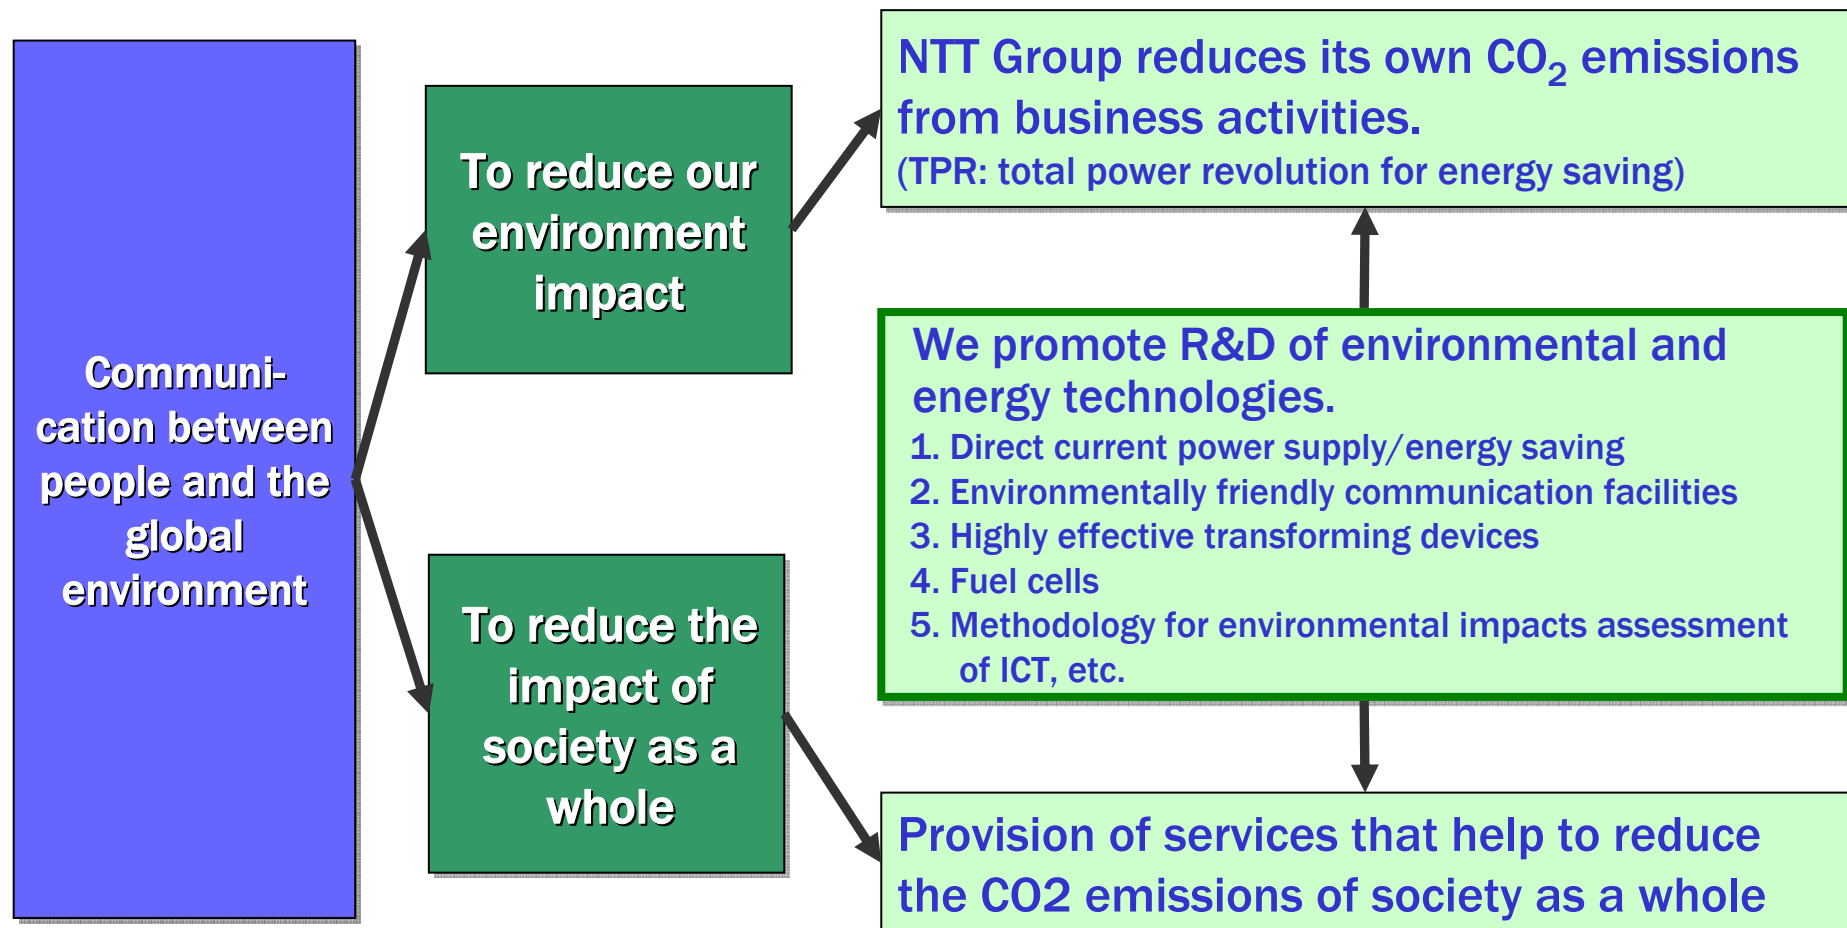 Communi-
cation between
people and the
global
environment
To reduce our
environment
impact
To reduce the
impact of
society as a
whole
NTT Group reduces its own CO₂ emissions
from business activities.
(TPR: total power revolution for energy saving)
We promote R&D of environmental and
energy technologies.
1. Direct current power supply/energy saving
2. Environmentally friendly communication facilities
3. Highly effective transforming devices
4. Fuel cells
5. Methodology for environmental impacts assessment
of ICT, etc.
Provision of services that help to reduce
the CO2 emissions of society as a whole